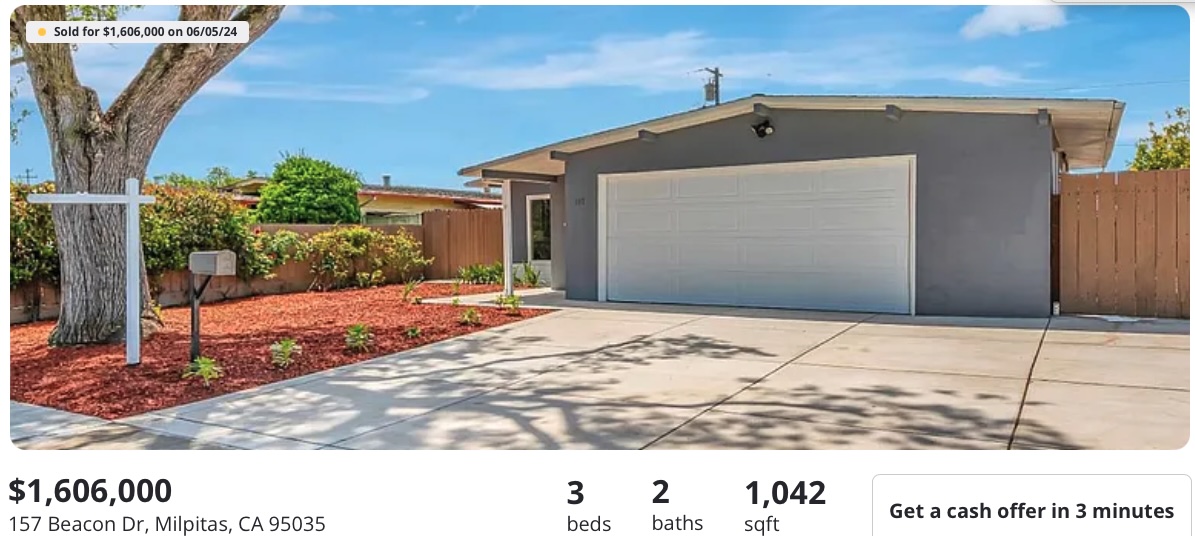 Sold for $1,606,000 on 06/05/24
$1,606,000
157 Beacon Dr, Milpitas, CA 95035
3
beds
2
baths
1,042
sqft
Get a cash offer in 3 minutes